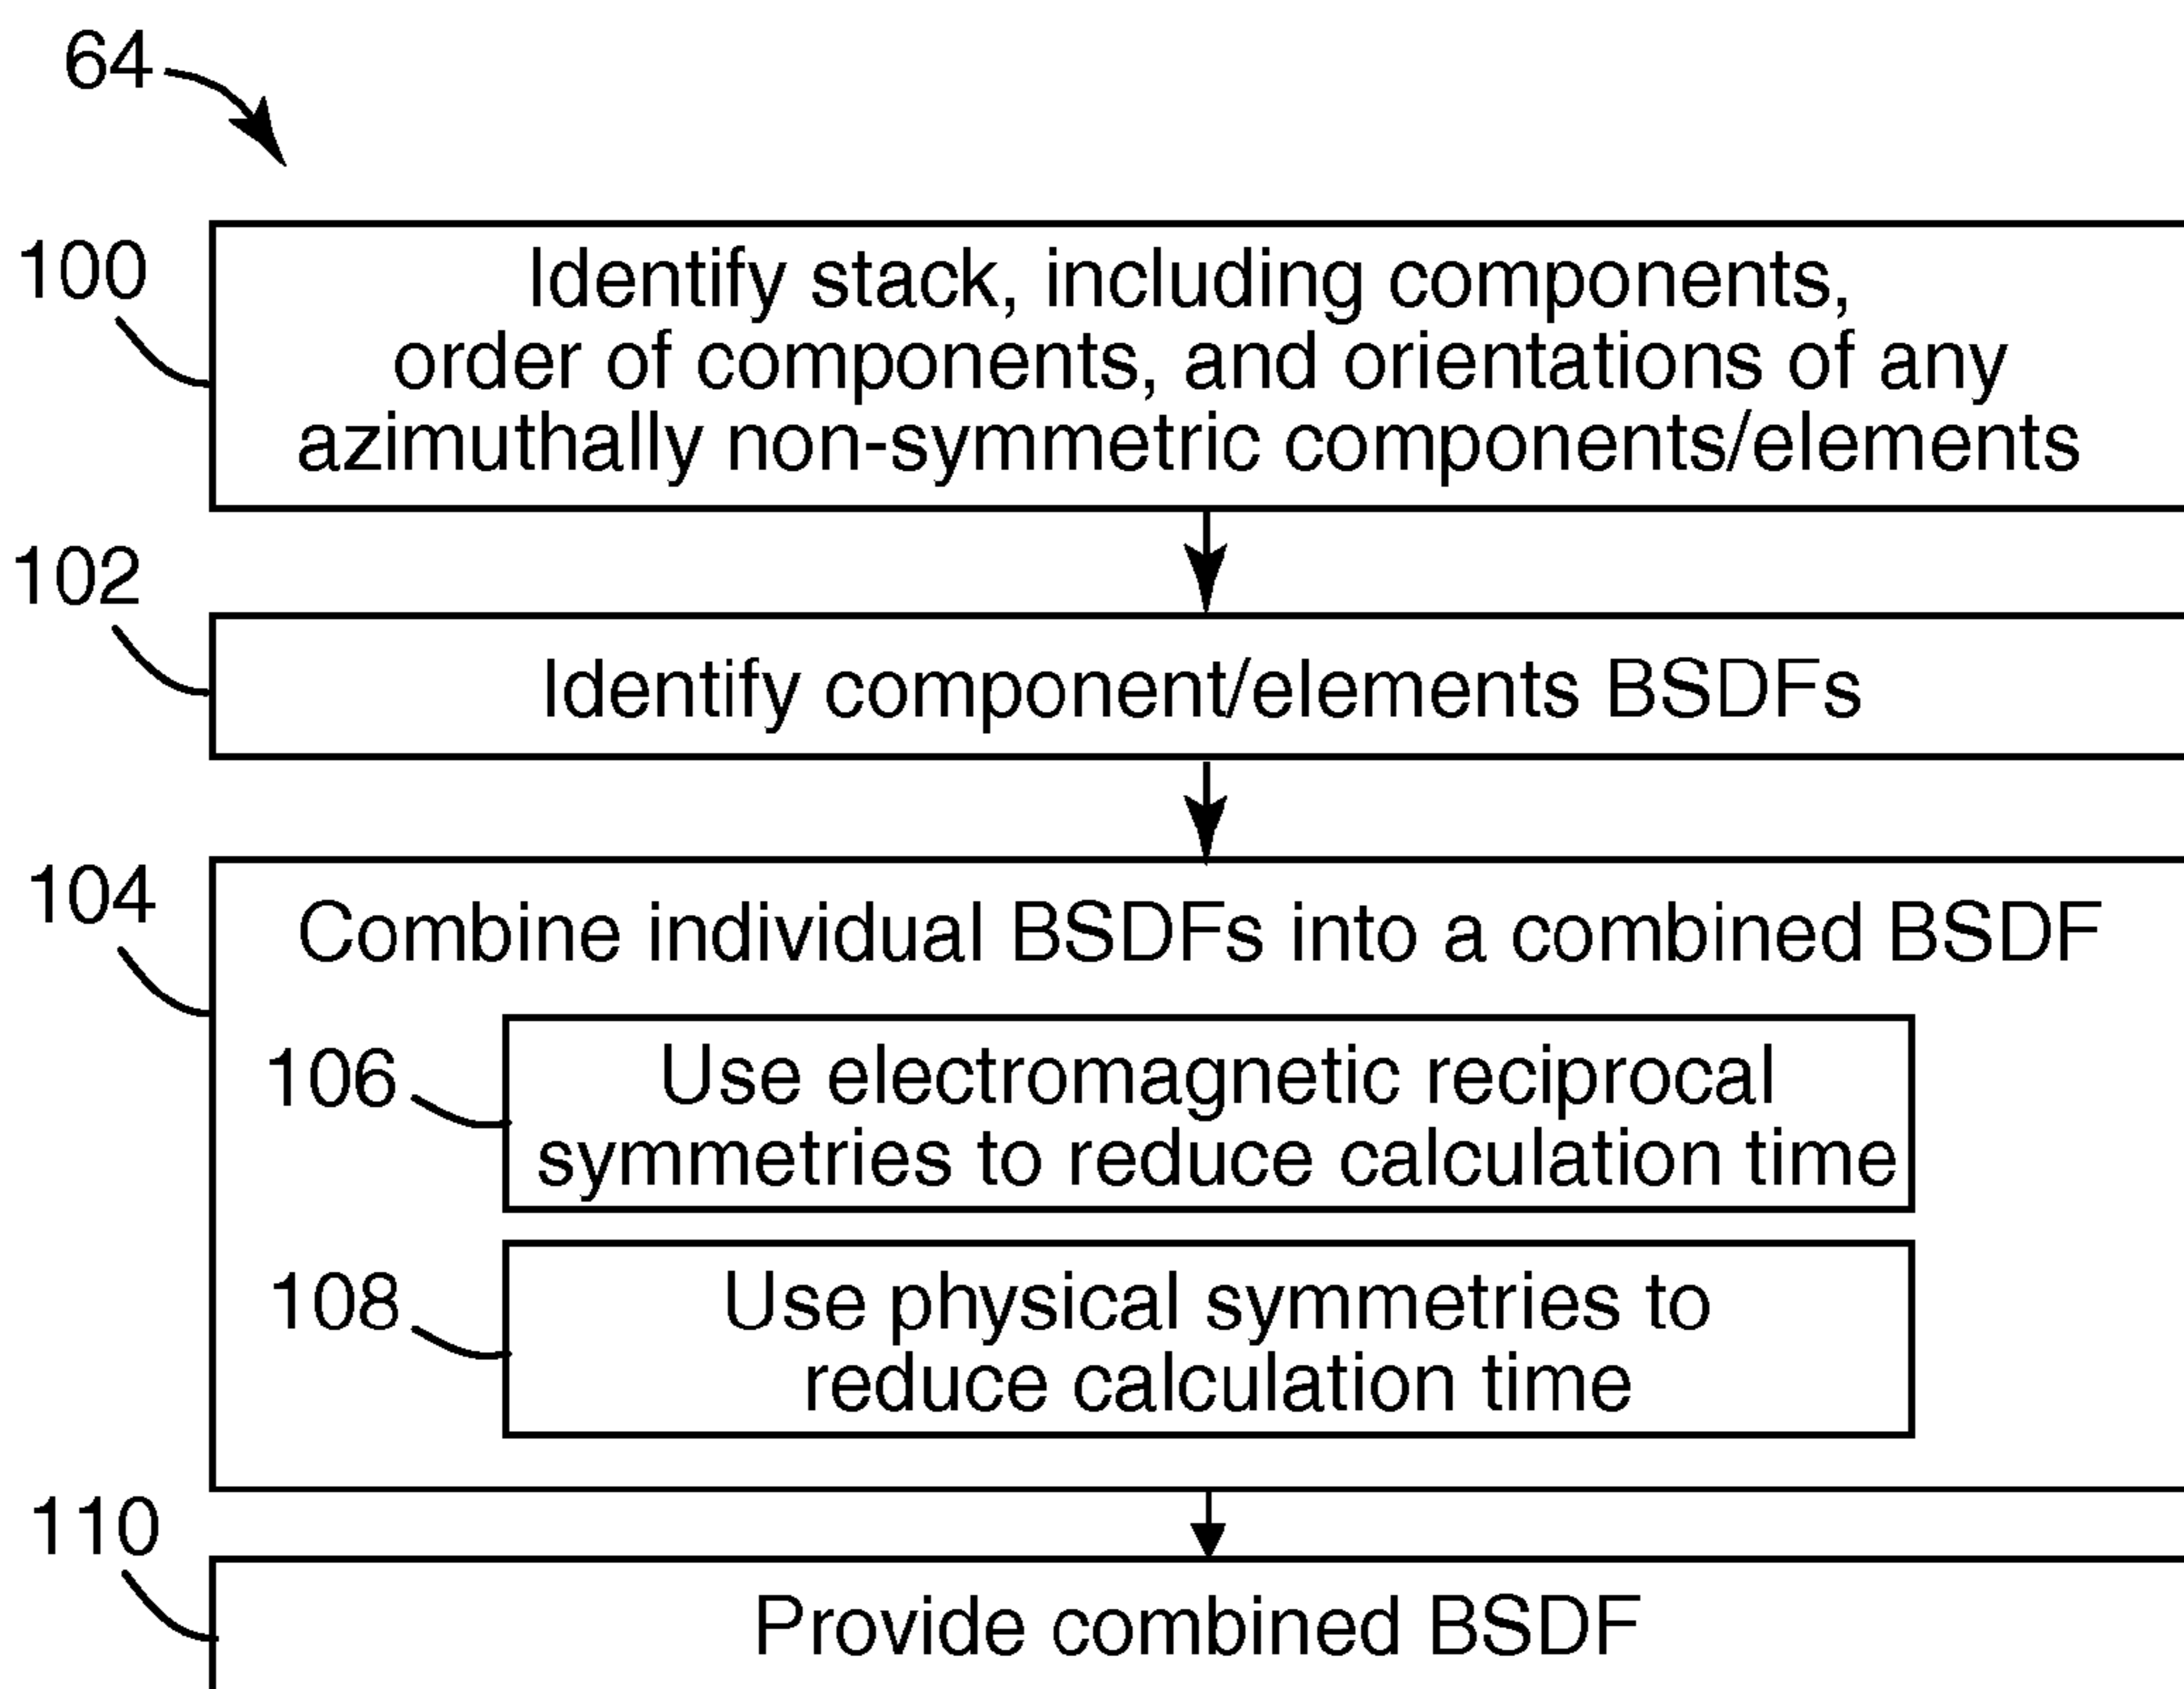 64
100
Identify stack, including components,
order of components, and orientations of any
azimuthally non-symmetric components/elements
102
Identify component/elements BSDFs
104
Combine individual BSDFs into a combined BSDF
106
Use electromagnetic reciprocal
symmetries to reduce calculation time
108
Use physical symmetries to
reduce calculation time
110
Provide combined BSDF